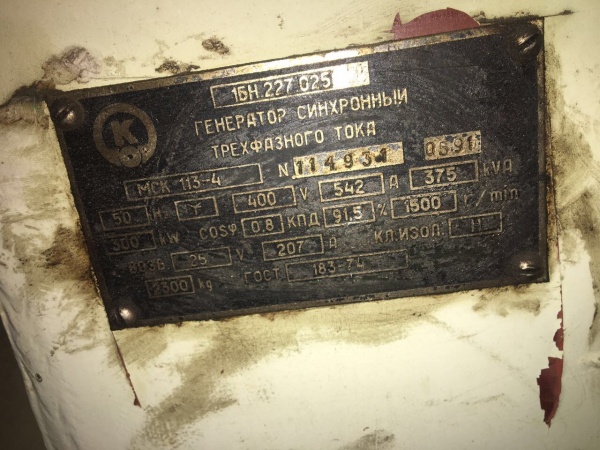 1БН.227 025
К
ГЕНЕРАТОР СИНХРОННЫЙ
ТРЕХФАЗНОГО ТОКА
МСК 113-4 N 114931 06.91
50 Hz Y 400 V 542 A 375 kVA
300 kW COSφ 0.8 КПД 91,5 % 1500 r/min
ВОЗБ 25 V 207 A КЛ.ИЗОЛ H
2300 kg ГОСТ 183-74